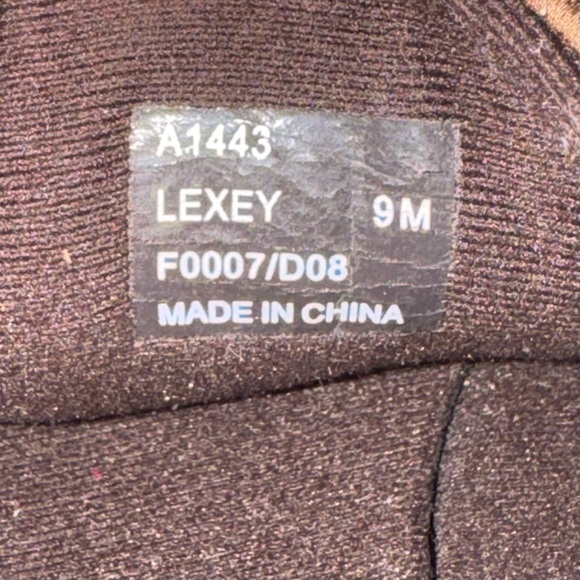 A1443
LEXEY 9M
F0007/D08
MADE IN CHINA